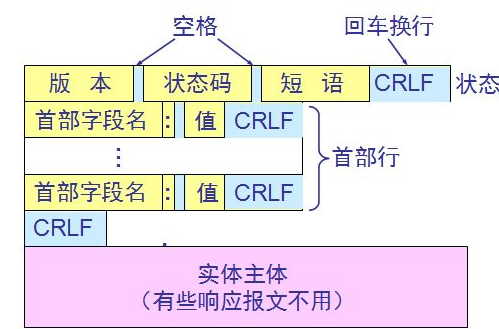 空格 回车换行
版 本 状态码 短 语 CRLF 状态
首部字段名 : 值 CRLF
⋮ 首部行
首部字段名 : 值 CRLF
CRLF
实体主体
（有些响应报文不用）